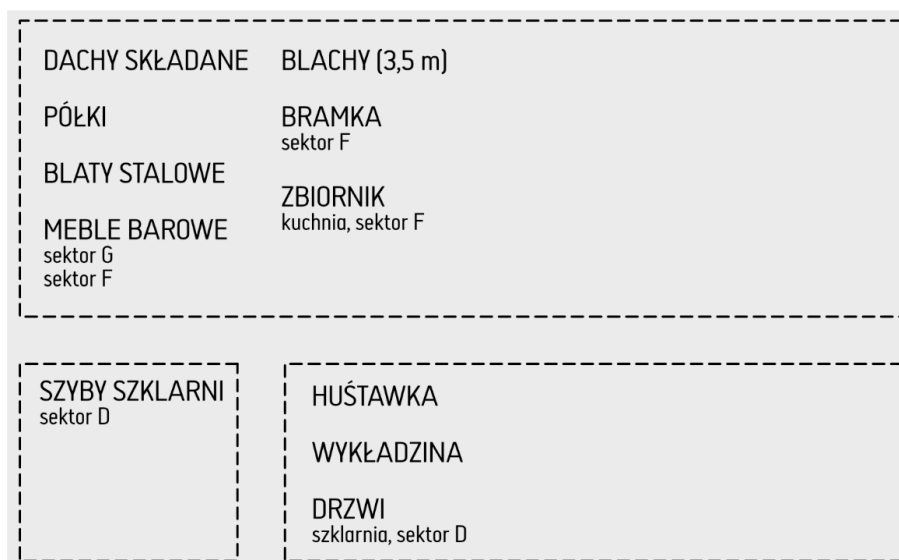 DACHY SKŁADANE
PÓŁKI
BLATY STALOWE
MEBLE BAROWE
sektor G
sektor F
BLACHY (3,5 m)
BRAMKA
sektor F
ZBIORNIK
kuchnia, sektor F
SZYBY SZKLARNI
sektor D
HUŚTAWKA
WYKŁADZINA
DRZWI
szklarnia, sektor D